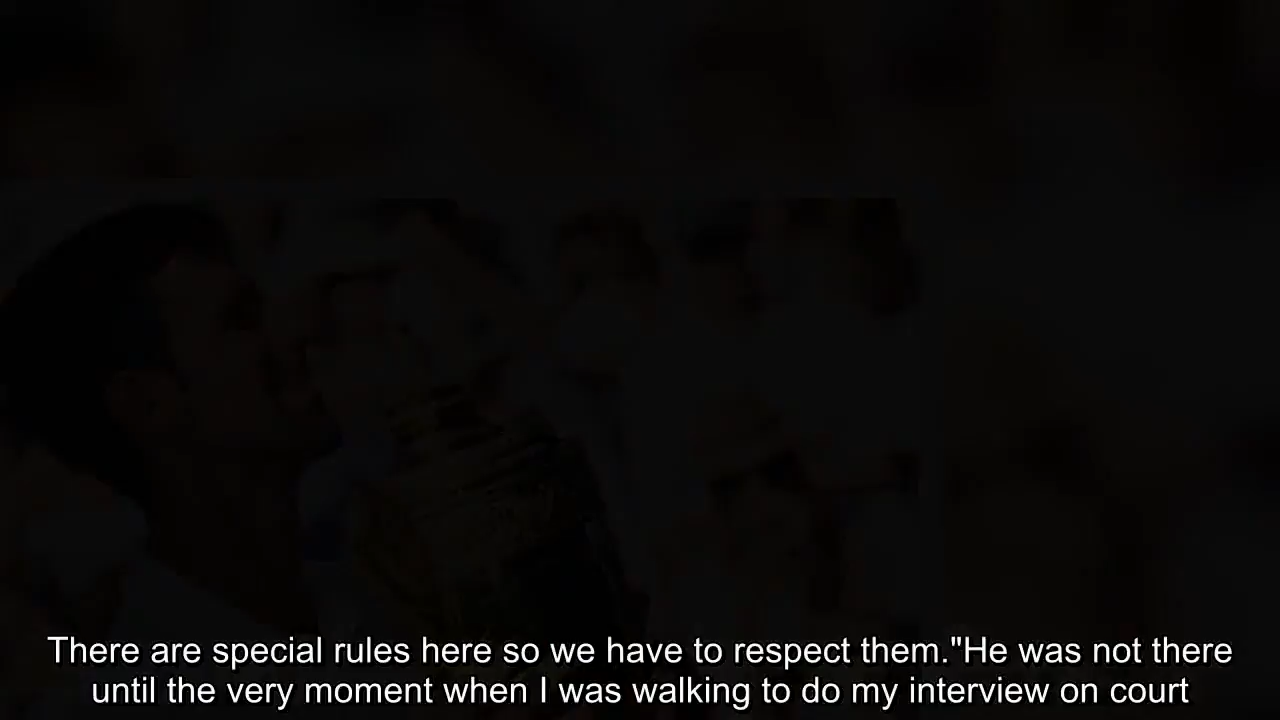 There are special rules here so we have to respect them."He was not there
until the very moment when I was walking to do my interview on court